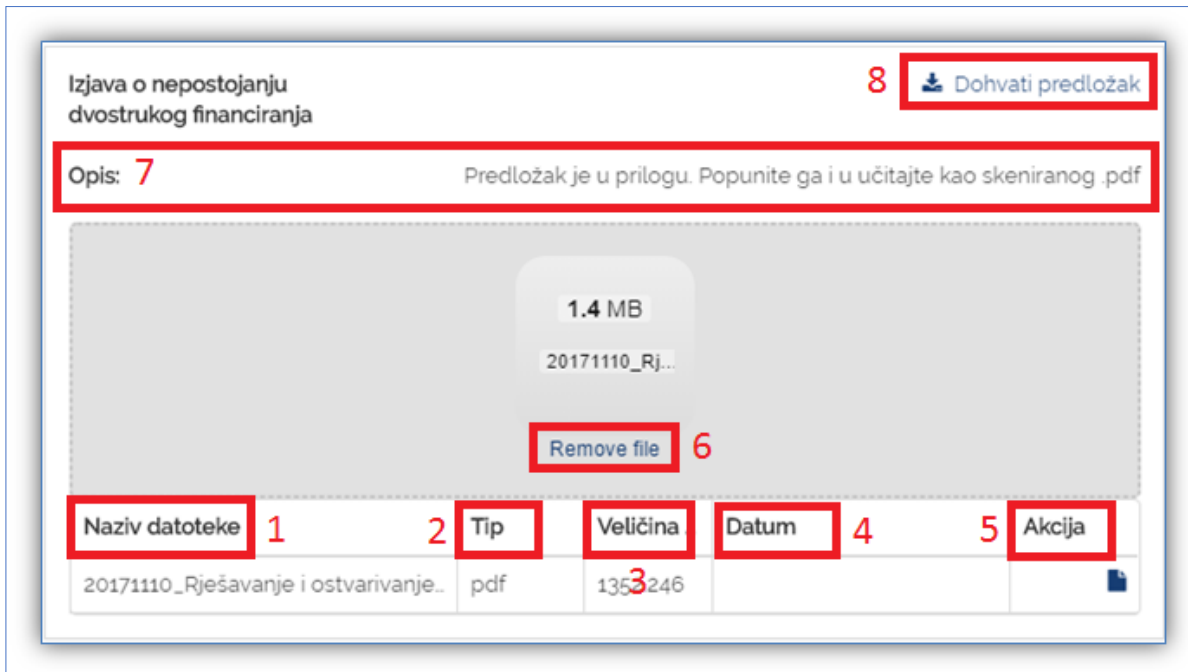 Izjava o nepostojanju
dvostrukog financiranja
8 Dohvati predložak
Opis: 7 Predložak je u prilogu. Popunite ga i u učitajte kao skeniranog .pdf
1.4 MB
20171110_Rj...
Remove file 6
Naziv datoteke 1 2 Tip Veličina Datum 4 5 Akcija
20171110_Rješavanje i ostvarivanje... pdf
3